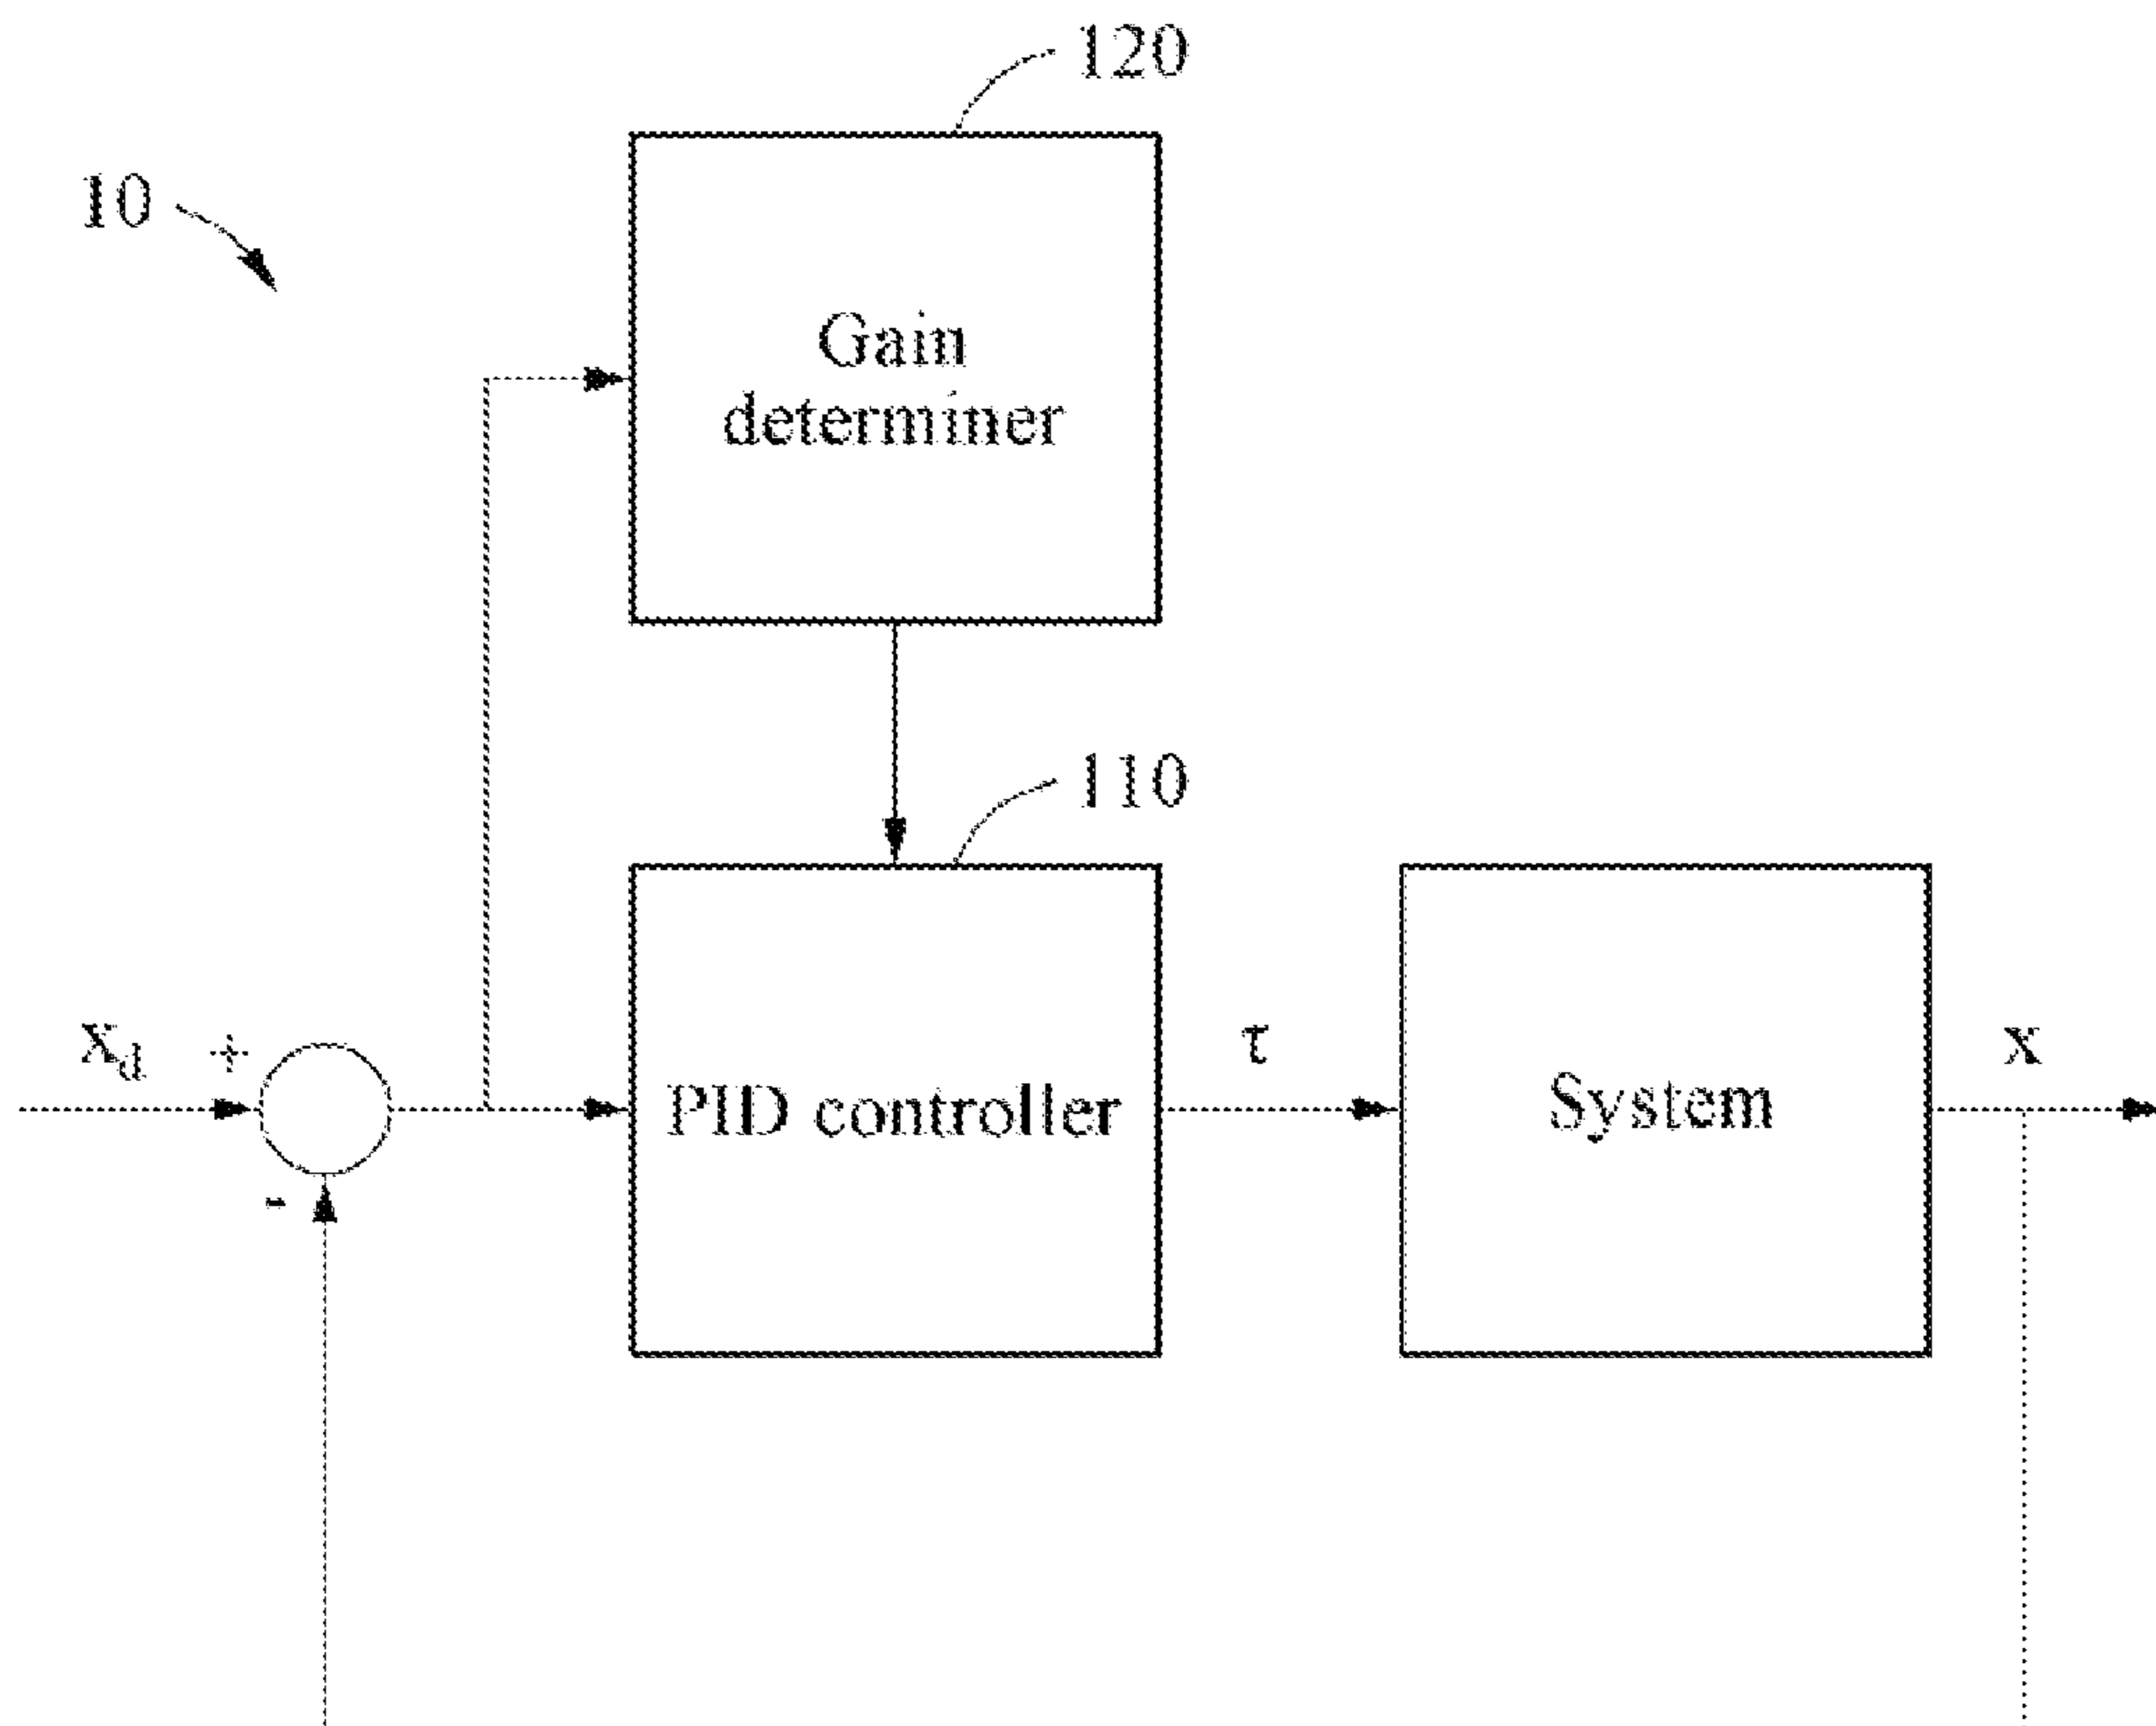 120
10
Gain
determiner
110
x_d +
τ
x
PID controller
System
-